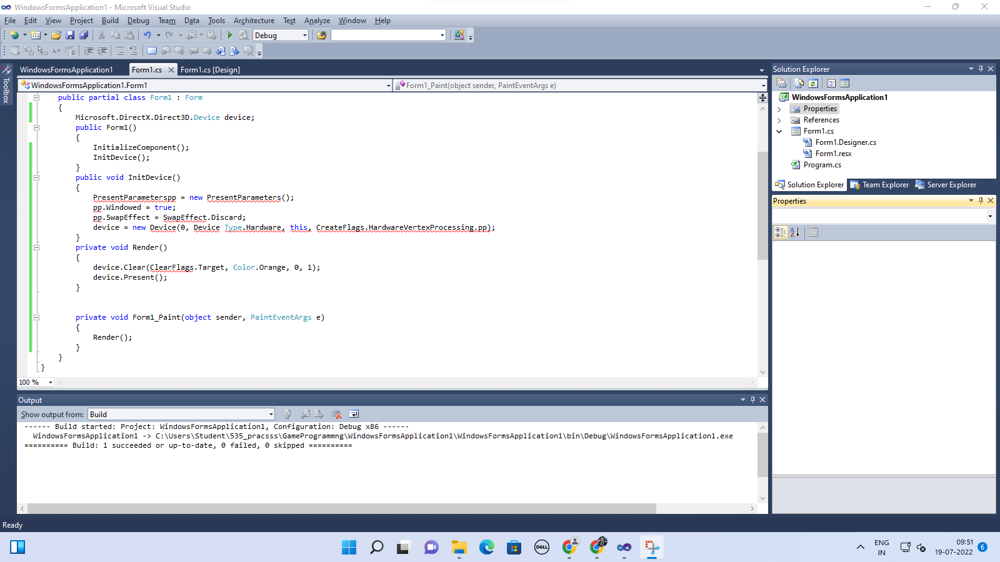 WindowsFormsApplication1 - Microsoft Visual Studio
File Edit View Project Build Debug Team Data Tools Architecture Test Analyze Window Help
Debug
Toolbox
WindowsFormsApplication1 Form1.cs Form1.cs [Design]
WindowsFormsApplication1.Form1 Form1_Paint(object sender, PaintEventArgs e)
public partial class Form1 : Form
{
Microsoft.DirectX.Direct3D.Device device;
public Form1()
{
InitializeComponent();
InitDevice();
}
public void InitDevice()
{
PresentParameterspp = new PresentParameters();
pp.Windowed = true;
pp.SwapEffect = SwapEffect.Discard;
device = new Device(0, Device Type.Hardware, this, CreateFlags.HardwareVertexProcessing.pp);
}
private void Render()
{
device.Clear(ClearFlags.Target, Color.Orange, 0, 1);
device.Present();
}
private void Form1_Paint(object sender, PaintEventArgs e)
{
Render();
}
}
}
100 %
Output
Show output from: Build
------ Build started: Project: WindowsFormsApplication1, Configuration: Debug x86 ------
WindowsFormsApplication1 -> C:\Users\Student\535_pracsss\GameProgrammng\WindowsFormsApplication1\WindowsFormsApplication1\bin\Debug\WindowsFormsApplication1.exe
========== Build: 1 succeeded or up-to-date, 0 failed, 0 skipped ==========
Solution Explorer
WindowsFormsApplication1
Properties
References
Form1.cs
Form1.Designer.cs
Form1.resx
Program.cs
Solution Explorer Team Explorer Server Explorer
Properties
Ready
DELL
ENG
IN
09:51
19-07-2022
6